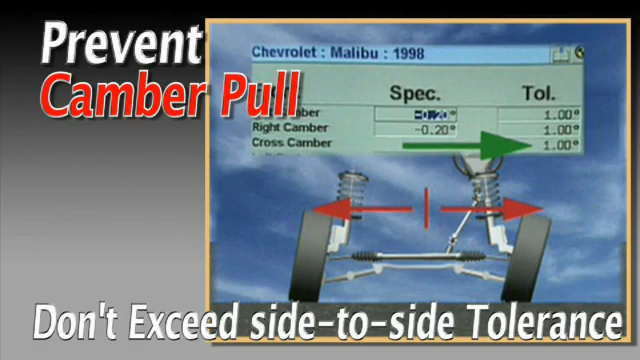 Prevent
Camber Pull
Chevrolet : Malibu : 1998
Spec. Tol.
-0.20° 1.00°
Right Camber -0.20° 1.00°
Cross Camber 1.00°
Don't Exceed side-to-side Tolerance